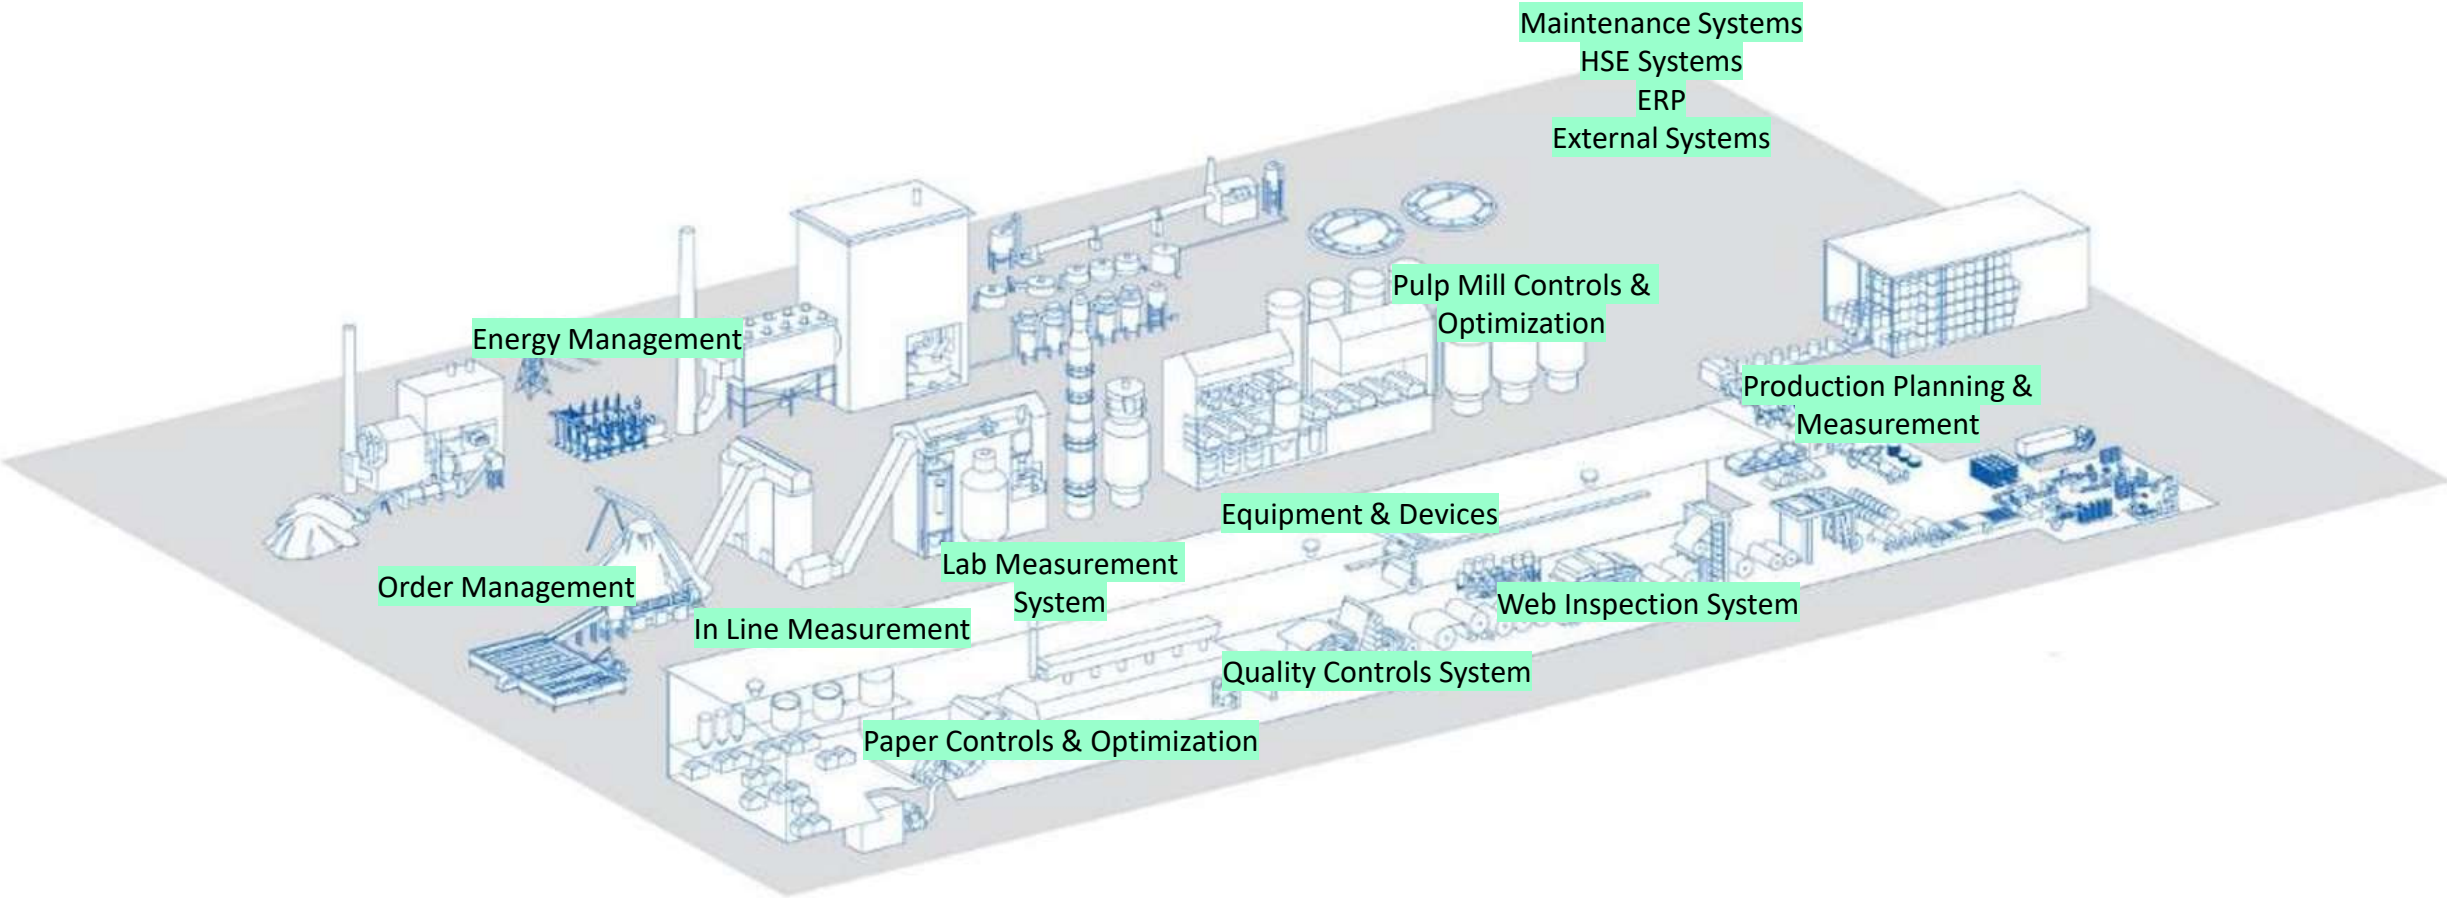 Maintenance Systems
HSE Systems
ERP
External Systems
Pulp Mill Controls &
Optimization
Energy Management
Production Planning &
Measurement
Equipment & Devices
Lab Measurement
System
Order Management
Web Inspection System
In Line Measurement
Quality Controls System
Paper Controls & Optimization